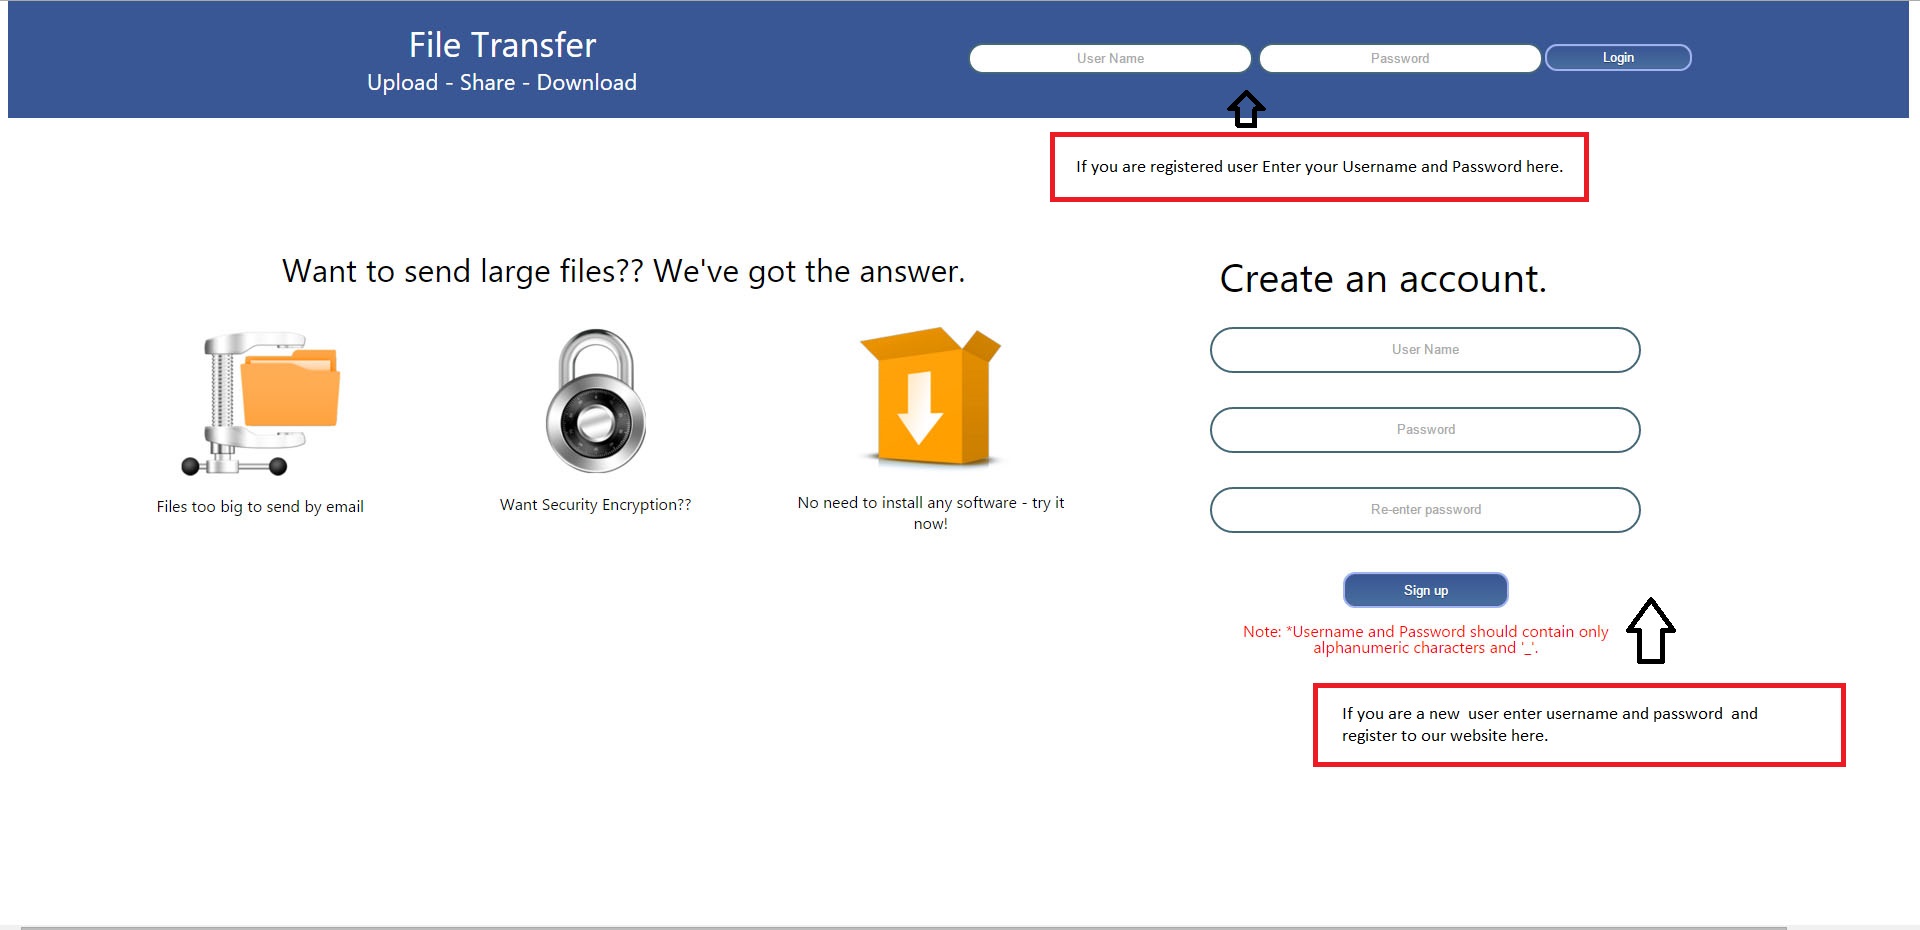 File Transfer
Upload - Share - Download
User Name
Password
Login
If you are registered user Enter your Username and Password here.
Want to send large files?? We've got the answer.
Files too big to send by email
Want Security Encryption??
No need to install any software - try it
now!
Create an account.
User Name
Password
Re-enter password
Sign up
Note: *Username and Password should contain only
alphanumeric characters and '_'.
If you are a new  user enter username and password  and
register to our website here.